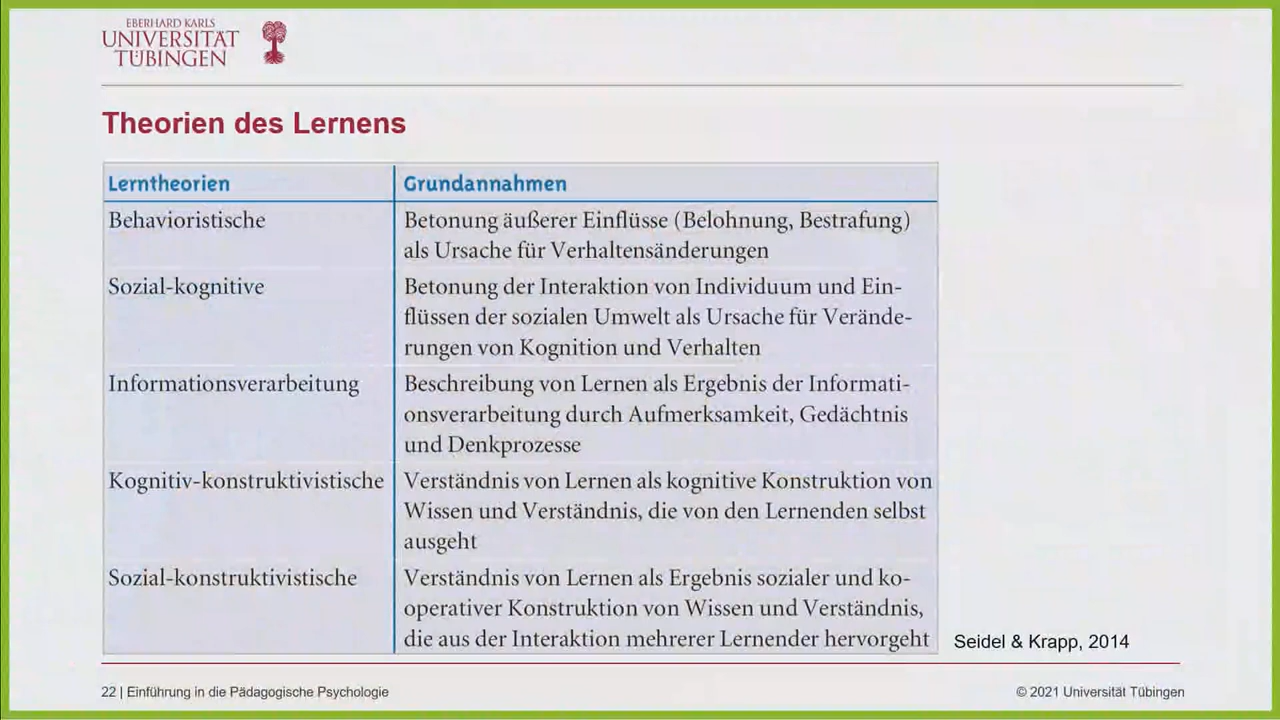 EBERHARD KARLS
UNIVERSITÄT
TÜBINGEN
Theorien des Lernens
Lerntheorien
Grundannahmen
Behavioristische
Betonung äußerer Einflüsse (Belohnung, Bestrafung)
als Ursache für Verhaltensänderungen
Sozial-kognitive
Betonung der Interaktion von Individuum und Ein-
flüssen der sozialen Umwelt als Ursache für Verände-
rungen von Kognition und Verhalten
Informationsverarbeitung
Beschreibung von Lernen als Ergebnis der Informati-
onsverarbeitung durch Aufmerksamkeit, Gedächtnis
und Denkprozesse
Kognitiv-konstruktivistische
Verständnis von Lernen als kognitive Konstruktion von
Wissen und Verständnis, die von den Lernenden selbst
ausgeht
Sozial-konstruktivistische
Verständnis von Lernen als Ergebnis sozialer und ko-
operativer Konstruktion von Wissen und Verständnis,
die aus der Interaktion mehrerer Lernender hervorgeht
Seidel & Krapp, 2014
22 | Einführung in die Pädagogische Psychologie
© 2021 Universität Tübingen